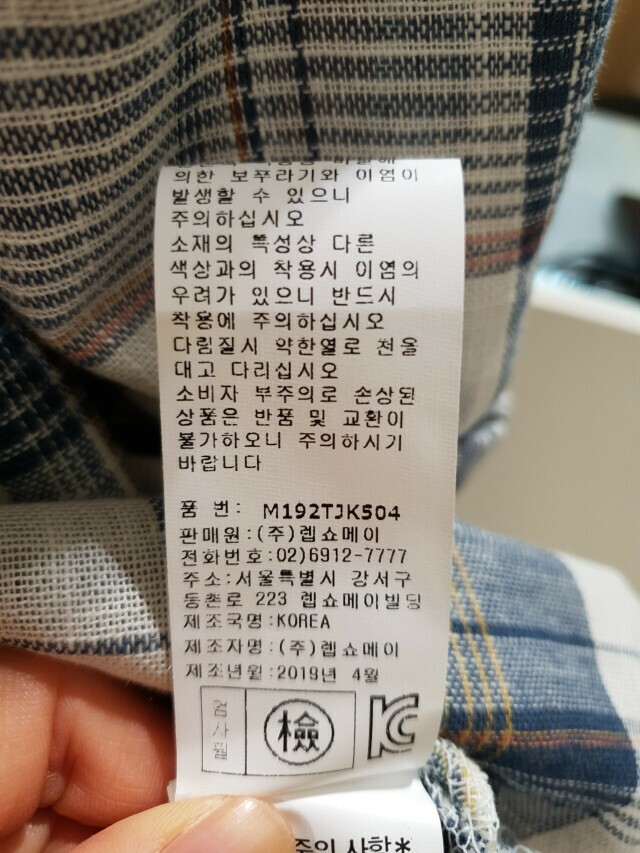 의한 보푸라기와 이염이
발생할 수 있으니
주의하십시오
소재의 특성상 다른
색상과의 착용시 이염의
우려가 있으니 반드시
착용에 주의하십시오
다림질시 약한열로 천을
대고 다리십시오
소비자 부주의로 손상된
상품은 반품 및 교환이
불가하오니 주의하시기
바랍니다
품 번: M192TJK504
판매원:(주)렙쇼메이
전화번호:02)6912-7777
주소:서울특별시 강서구
등촌로 223 렙쇼메이빌딩
제조국명:KOREA
제조자명:(주)렙쇼메이
제조년월:2019년 4월
검사필
檢
KC
주의 사항*